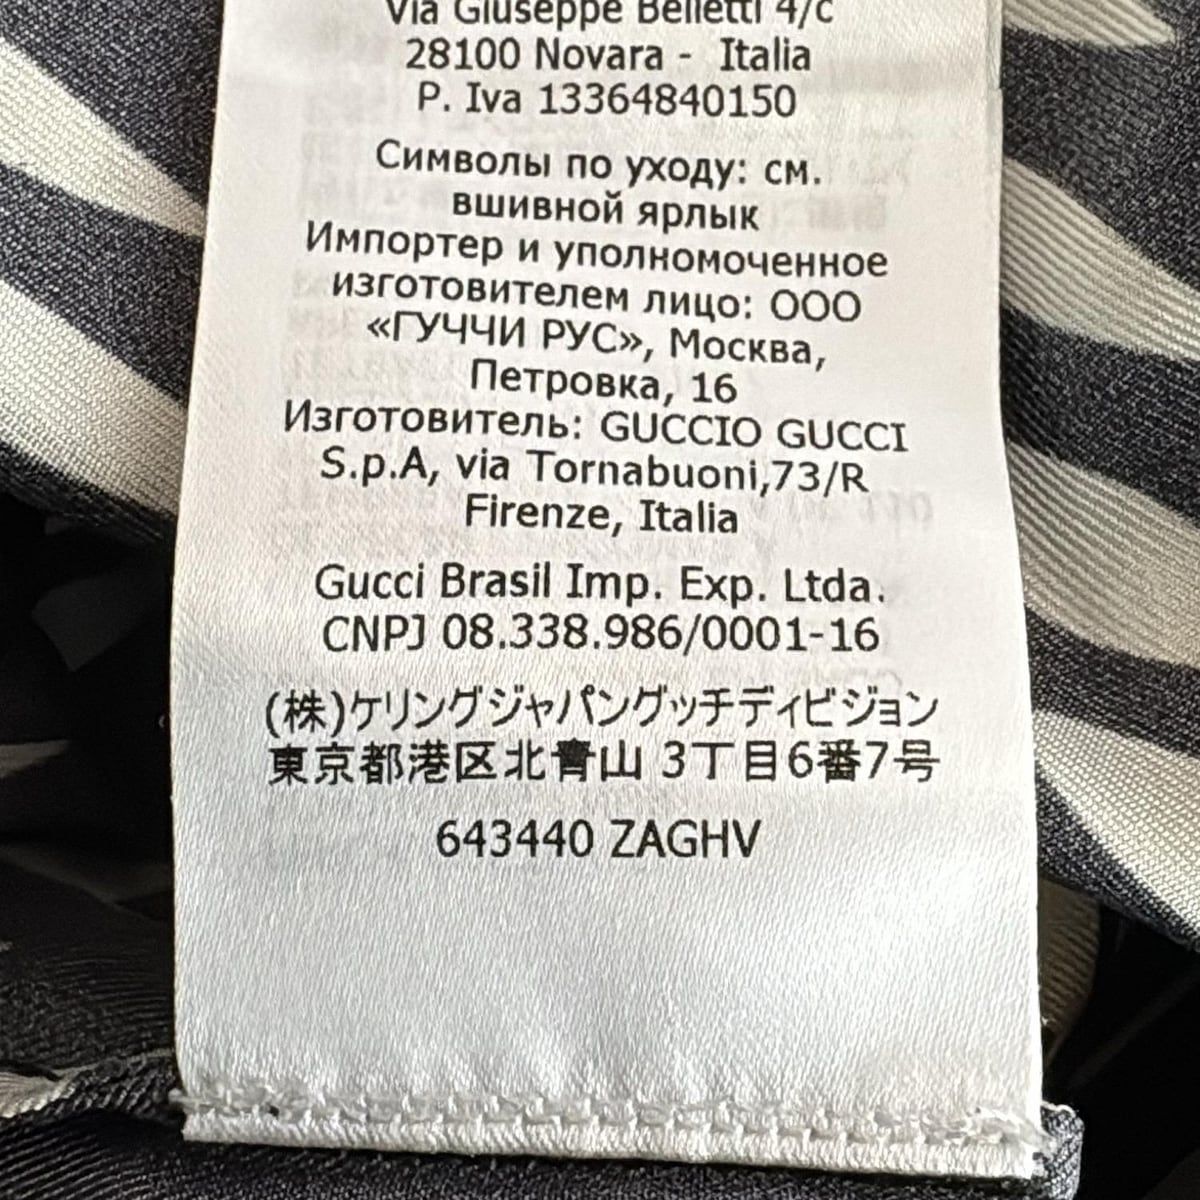 Via Giuseppe Belletti 4/c
28100 Novara - Italia
P. Iva 13364840150
Символы по уходу: см.
вшивной ярлык
Импортер и уполномоченное
изготовителем лицо: ООО
«ГУЧЧИ РУС», Москва,
Петровка, 16
Изготовитель: GUCCIO GUCCI
S.p.A, via Tornabuoni,73/R
Firenze, Italia
Gucci Brasil Imp. Exp. Ltda.
CNPJ 08.338.986/0001-16
(株)ケリングジャパングッチディビジョン
東京都港区北青山 3丁目6番7号
643440 ZAGHV